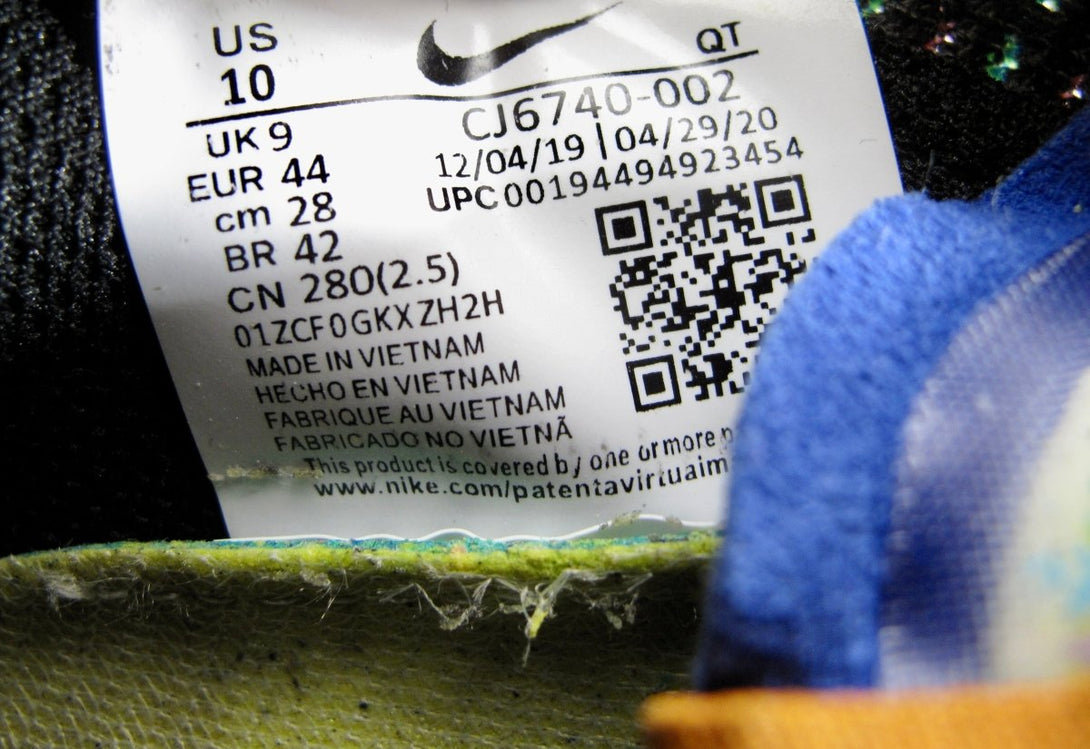 US
10
QT
UK 9
EUR 44
cm 28
BR 42
CN 280(2.5)
01ZCF0GKXZH2H
MADE IN VIETNAM
HECHO EN VIETNAM
FABRIQUE AU VIETNAM
FABRICADO NO VIETNÃ
CJ6740-002
12/04/19 | 04/29/20
UPC 00194494923454
This product is covered by one or more
www.nike.com/patentavirtuaim